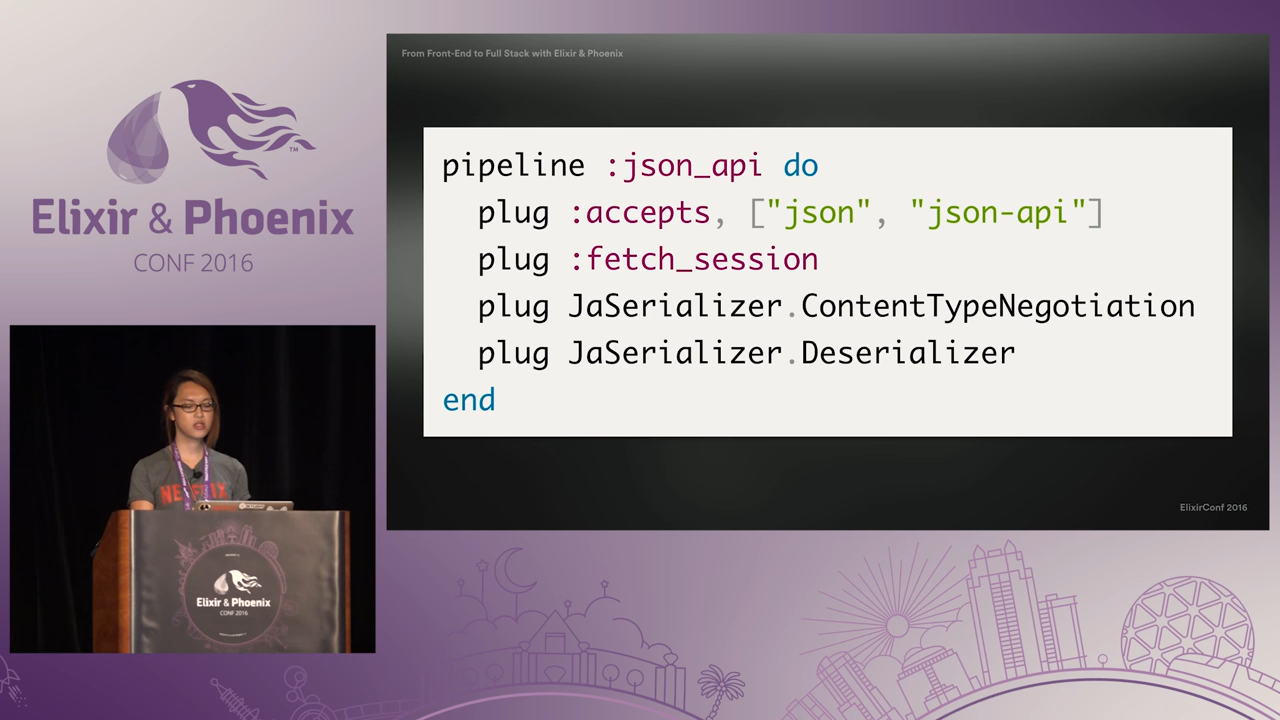 Elixir & Phoenix
CONF 2016
TM
From Front-End to Full Stack with Elixir & Phoenix
pipeline :json_api do
  plug :accepts, ["json", "json-api"]
  plug :fetch_session
  plug JaSerializer.ContentTypeNegotiation
  plug JaSerializer.Deserializer
end
ElixirConf 2016
NETFLIX
Elixir & Phoenix
CONF 2016